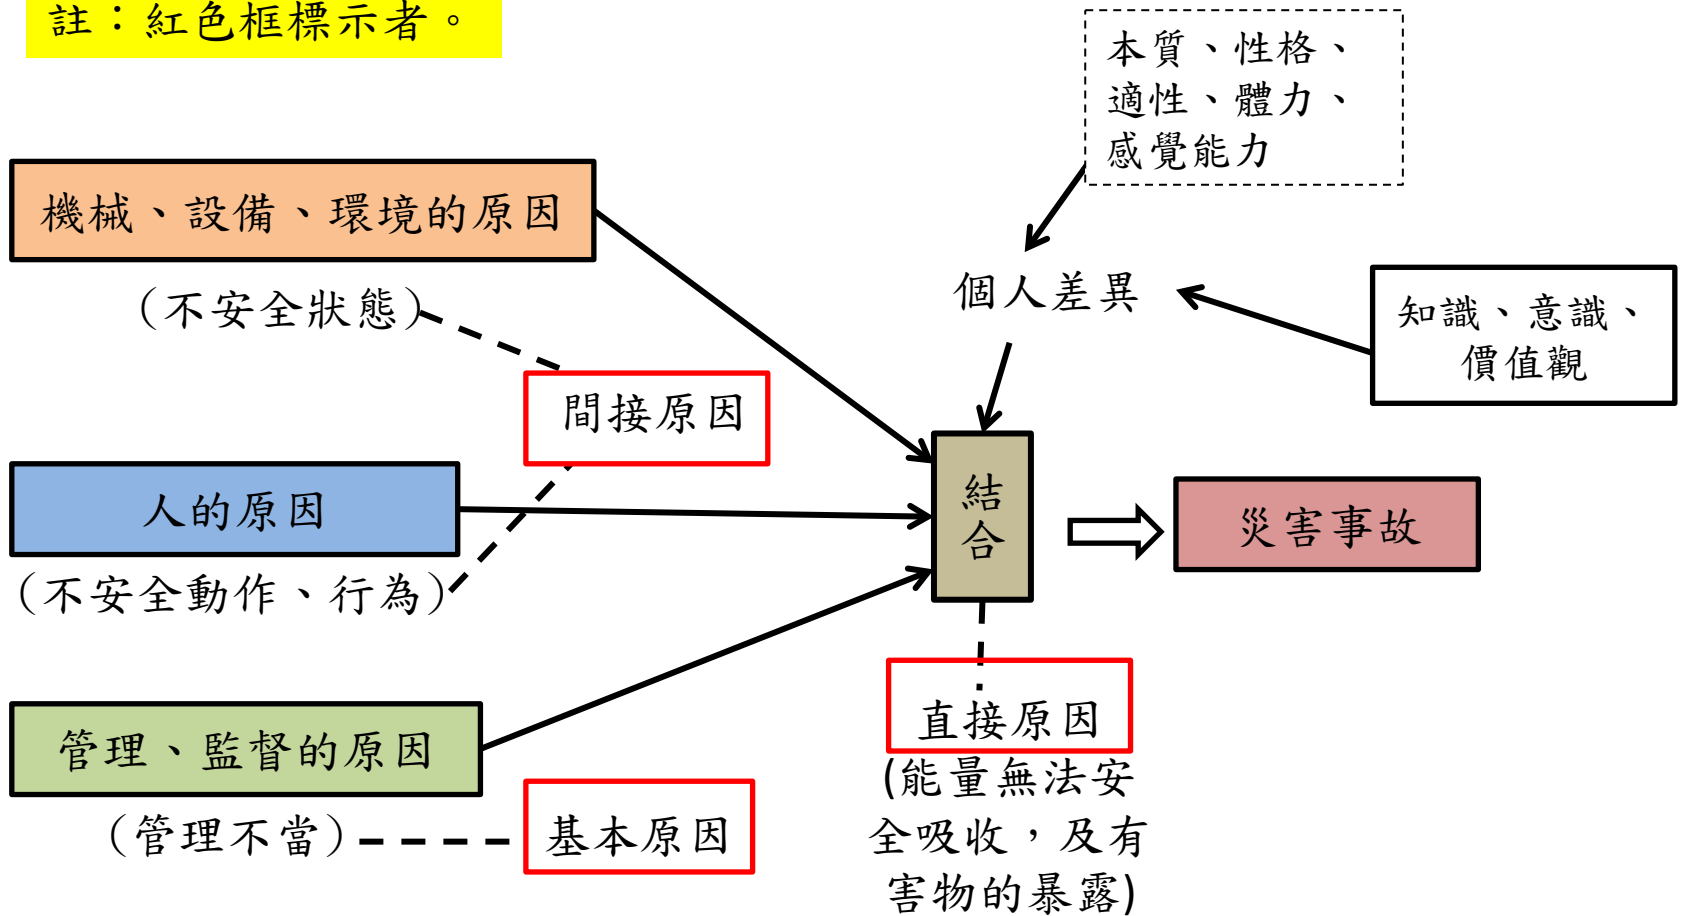 註：紅色框標示者。
本質、性格、
適性、體力、
感覺能力
機械、設備、環境的原因
（不安全狀態）
個人差異
知識、意識、
價值觀
間接原因
人的原因
（不安全動作、行為）
結
合
災害事故
管理、監督的原因
（管理不當）
基本原因
直接原因
(能量無法安
全吸收，及有
害物的暴露)